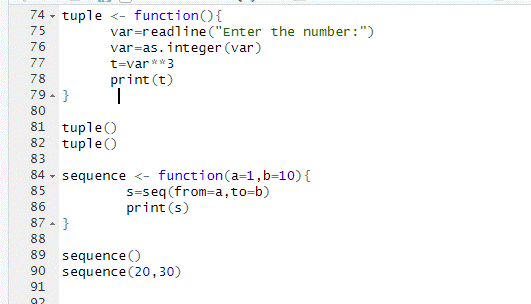 74 tuple <- function(){
75 var=readline("Enter the number:")
76 var=as.integer(var)
77 t=var**3
78 print(t)
79 }
80
81 tuple()
82 tuple()
83
84 sequence <- function(a=1,b=10){
85 s=seq(from=a,to=b)
86 print(s)
87 }
88
89 sequence()
90 sequence(20,30)
91
92